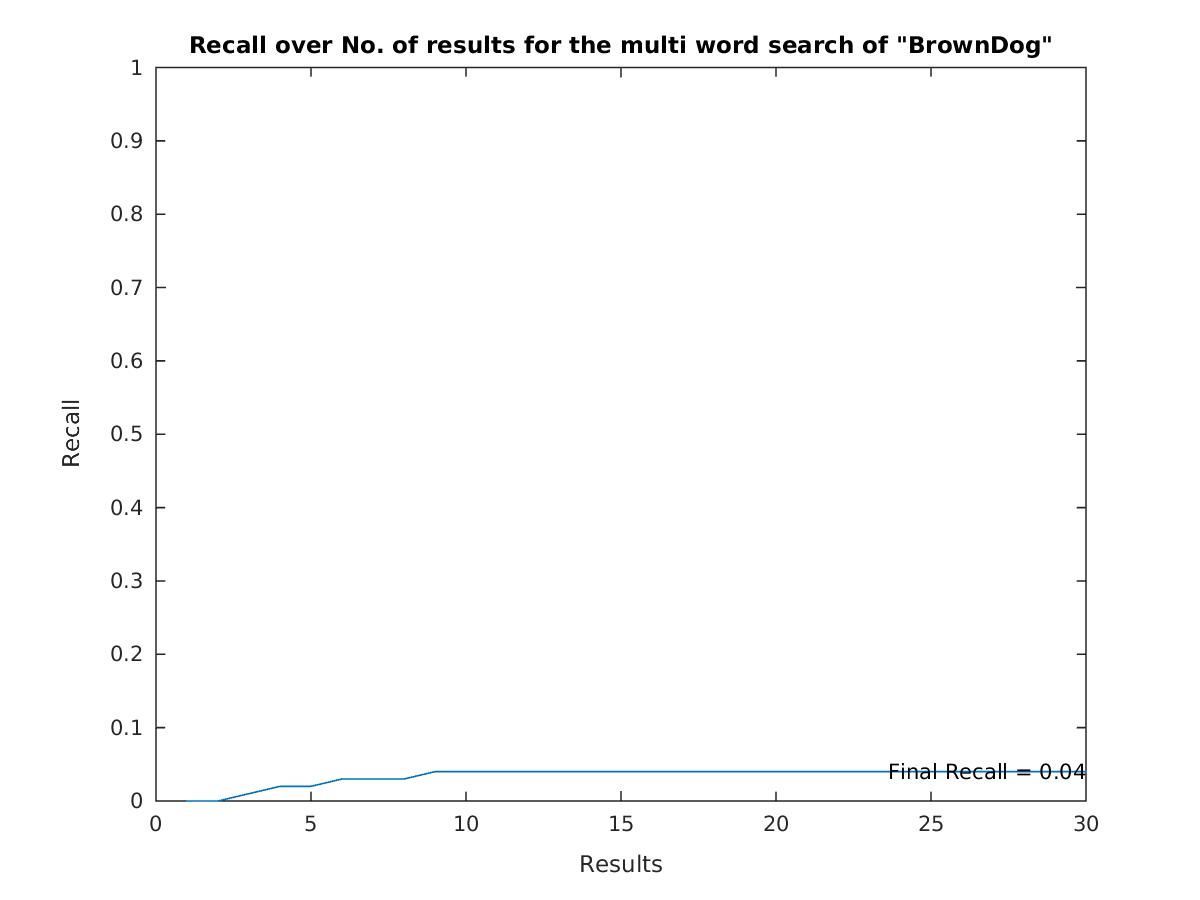 Recall over No. of results for the multi word search of "BrownDog"
1
0.9
0.8
0.7
0.6
0.5
0.4
0.3
0.2
0.1
0
Recall
Final Recall = 0.04
0 5 10 15 20 25 30
Results